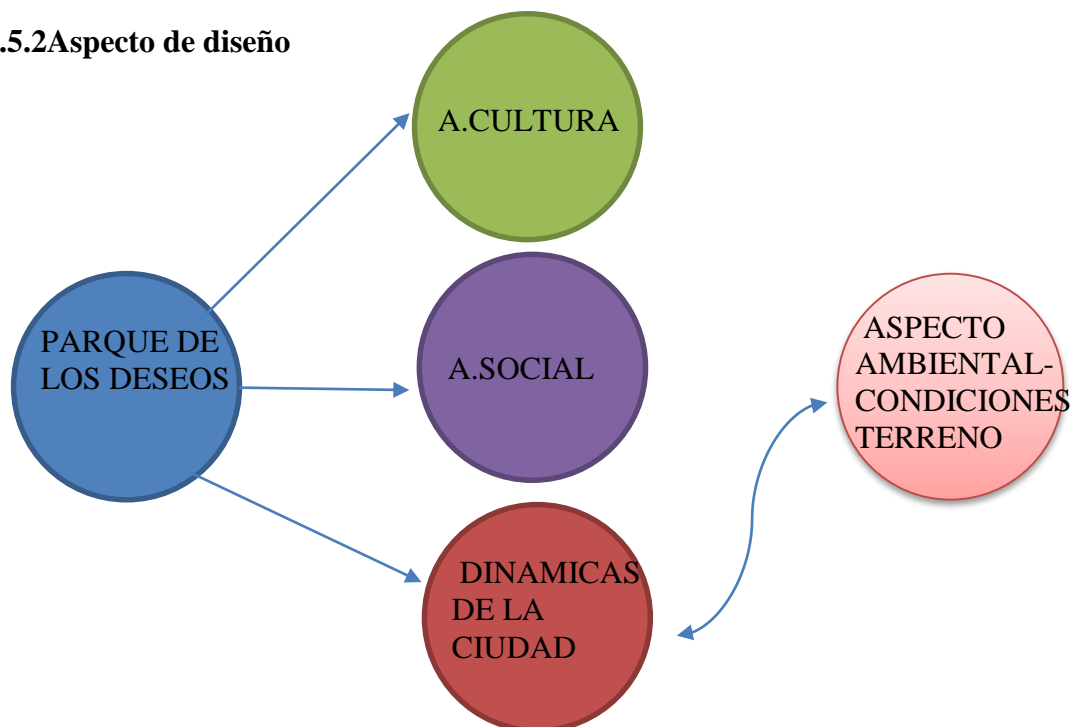 .5.2Aspecto de diseño
A.CULTURA
PARQUE DE
LOS DESEOS
A.SOCIAL
ASPECTO
AMBIENTAL-
CONDICIONES
TERRENO
DINAMICAS
DE LA
CIUDAD